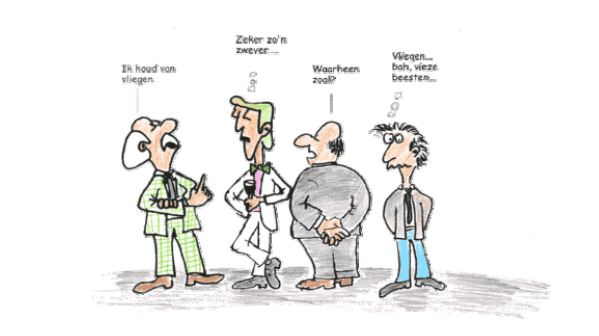 Ik houd van
vliegen.
Zeker zo'n
zwever.....
Waarheen
zoal?
Vliegen...
bah, vieze
beesten...